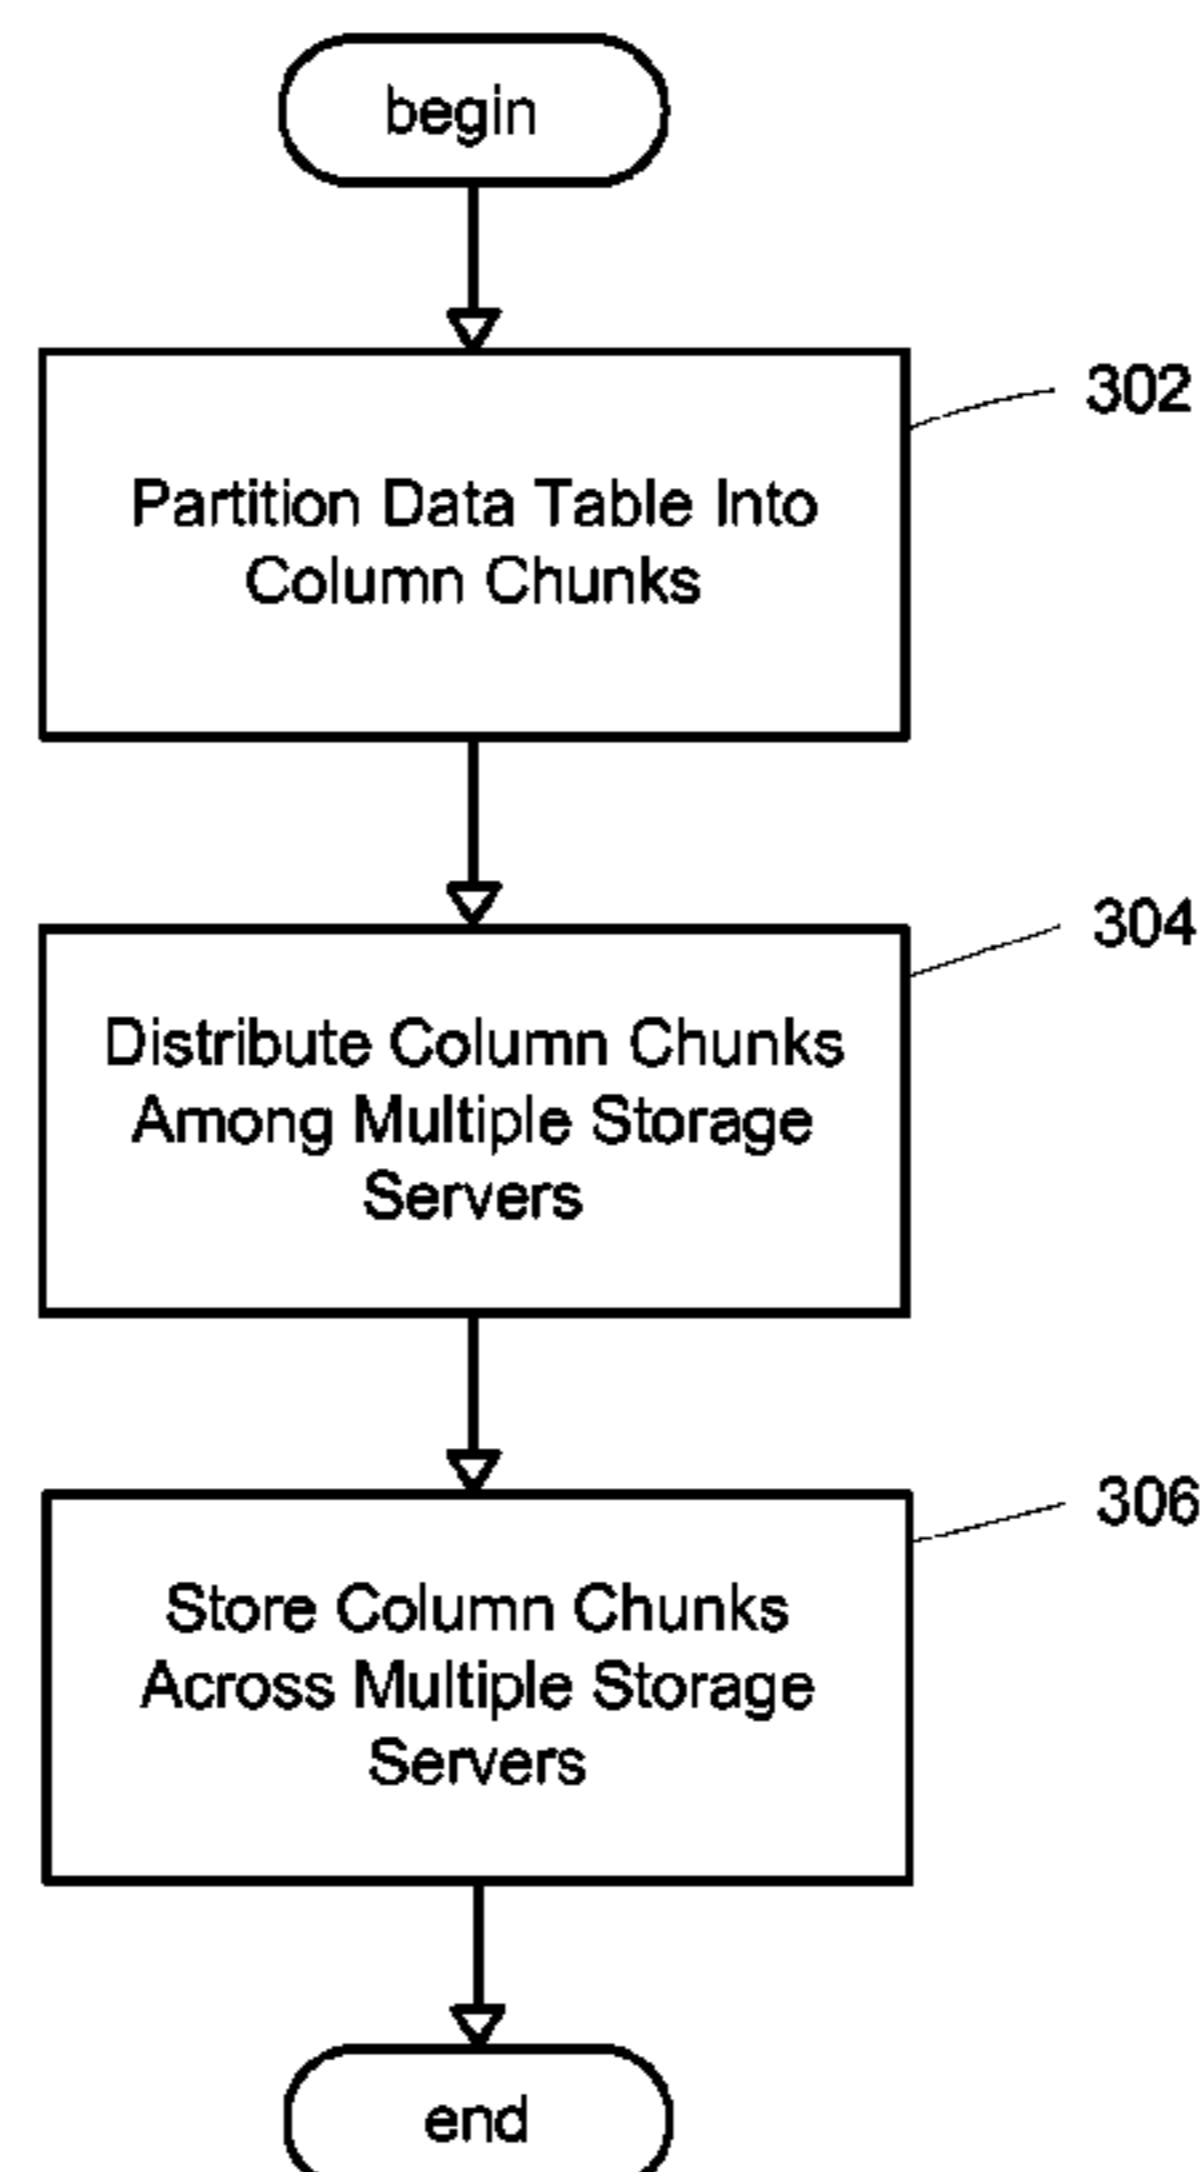 begin
302
Partition Data Table Into
Column Chunks
304
Distribute Column Chunks
Among Multiple Storage
Servers
306
Store Column Chunks
Across Multiple Storage
Servers
end